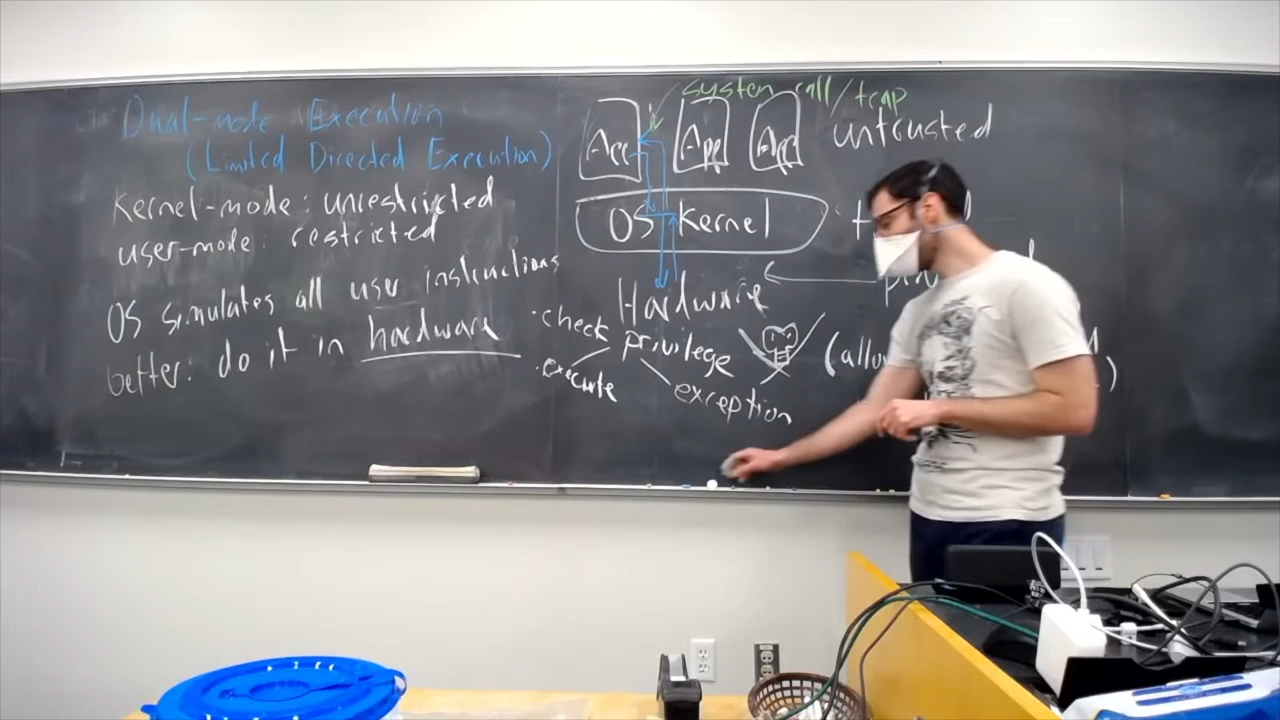 Dual-mode Execution
(Limited Directed Execution)
Kernel-mode: unrestricted
user-mode: restricted
OS simulates all user instructions
better: do it in hardware
system call/trap
App App App untrusted
OS Kernel
Hardware
• check privilege
• execute
exception